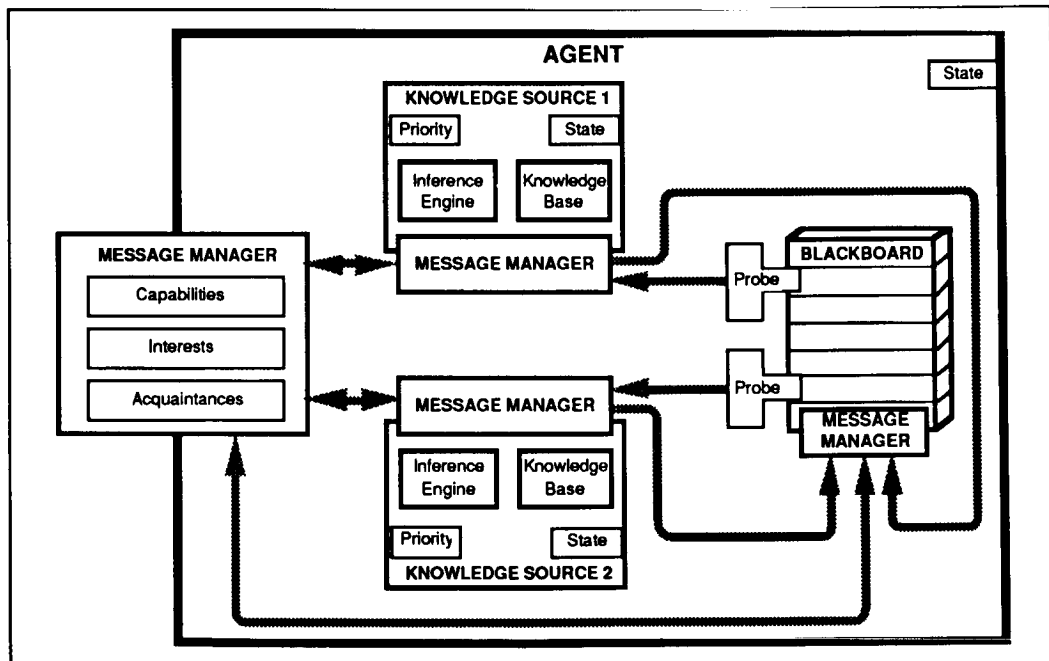 AGENT
State
KNOWLEDGE SOURCE 1
Priority
State
Inference
Engine
Knowledge
Base
MESSAGE MANAGER
Capabilities
Interests
Acquaintances
MESSAGE MANAGER
BLACKBOARD
Probe
Probe
MESSAGE MANAGER
MESSAGE
MANAGER
Inference
Engine
Knowledge
Base
Priority
State
KNOWLEDGE SOURCE 2